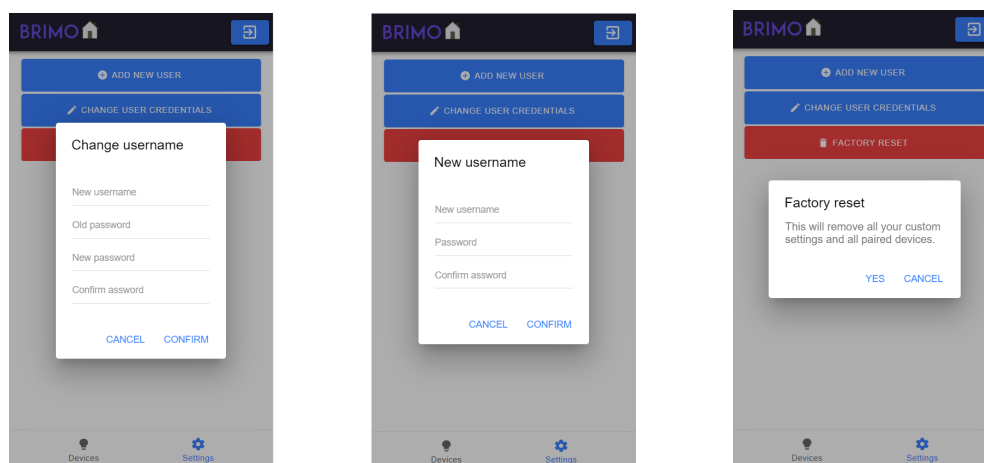 BRIMO
ADD NEW USER
CHANGE USER CREDENTIALS
Change username
New username
Old password
New password
Confirm assword
CANCEL CONFIRM
Devices Settings
BRIMO
ADD NEW USER
CHANGE USER CREDENTIALS
New username
New username
Password
Confirm assword
CANCEL CONFIRM
Devices Settings
BRIMO
ADD NEW USER
CHANGE USER CREDENTIALS
FACTORY RESET
Factory reset
This will remove all your custom
settings and all paired devices.
YES CANCEL
Devices Settings